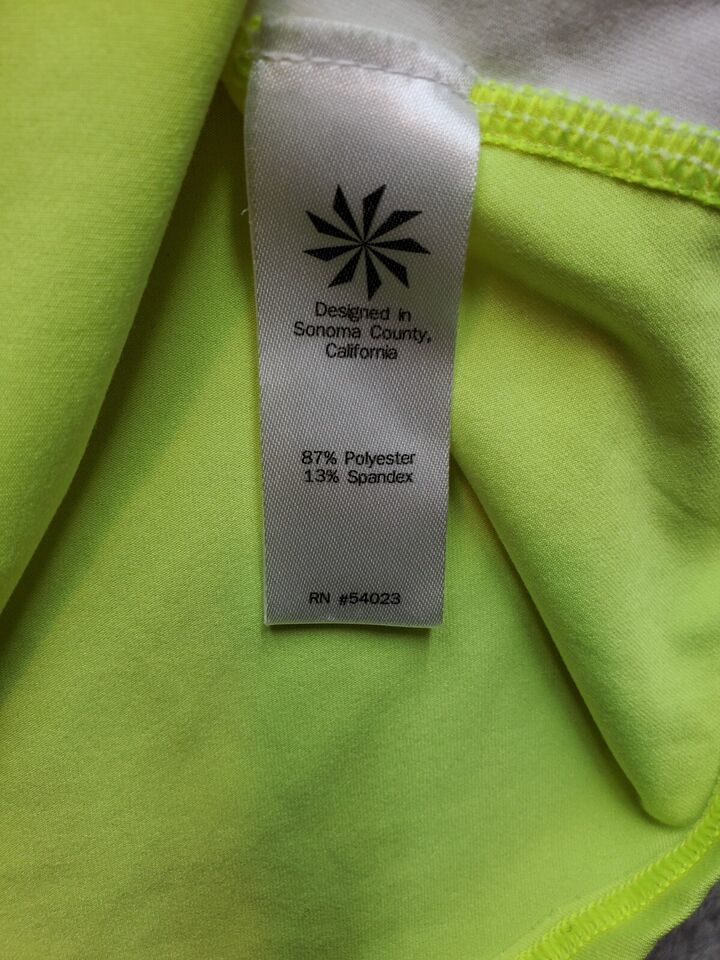 Designed in
Sonoma County,
California
87% Polyester
13% Spandex
RN #54023